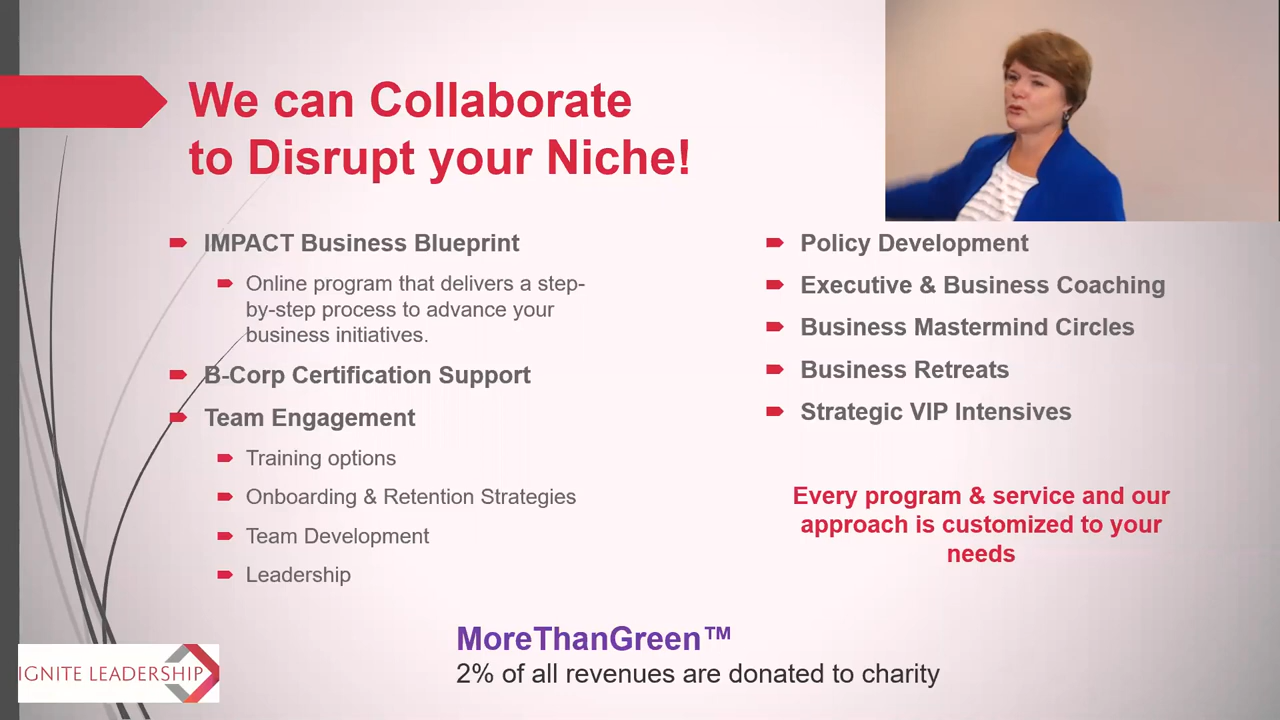 We can Collaborate
to Disrupt your Niche!
IMPACT Business Blueprint
Online program that delivers a step-
by-step process to advance your
business initiatives.
B-Corp Certification Support
Team Engagement
Training options
Onboarding & Retention Strategies
Team Development
Leadership
Policy Development
Executive & Business Coaching
Business Mastermind Circles
Business Retreats
Strategic VIP Intensives
Every program & service and our
approach is customized to your
needs
MoreThanGreen™
2% of all revenues are donated to charity
IGNITE LEADERSHIP